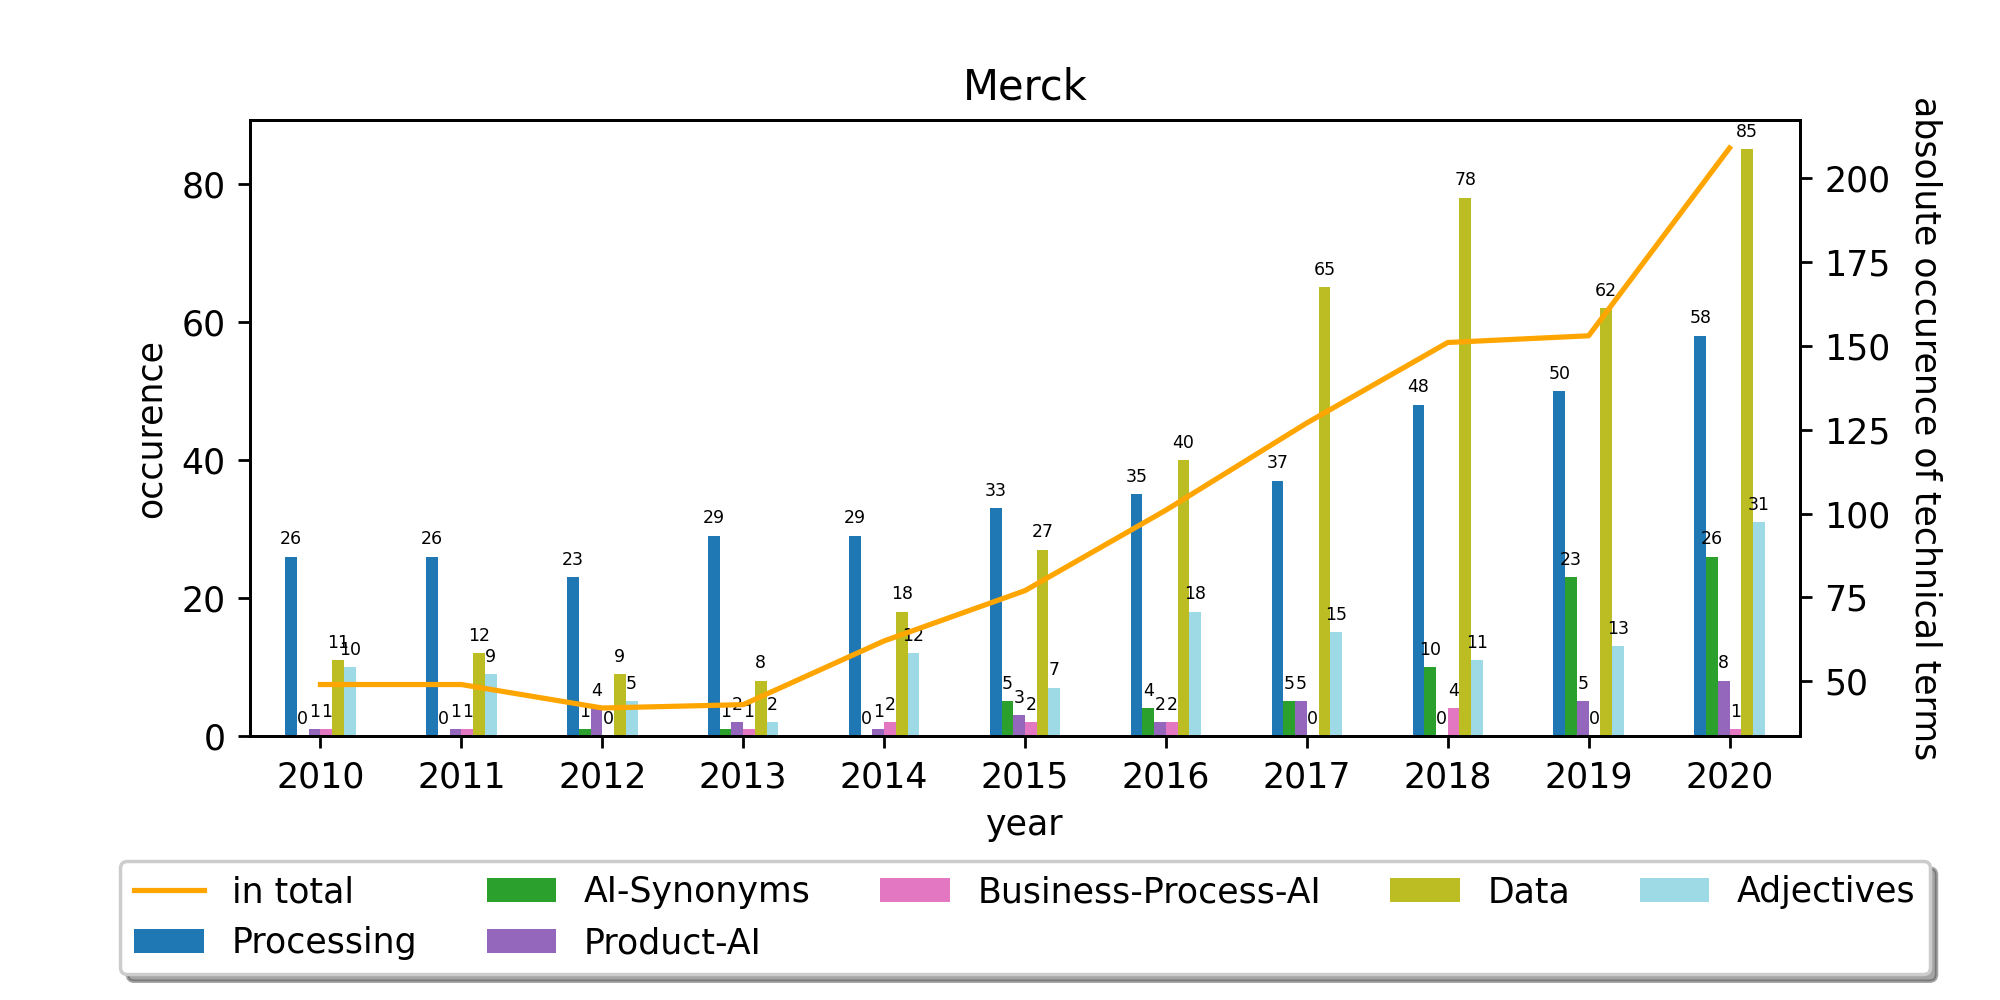 Merck
occurence
absolute occurence of technical terms
80
60
40
20
0
200
175
150
125
100
75
50
26 0 1 1 11 10
26 0 1 1 12 9
23 1 4 0 9 5
29 1 2 1 8 2
29 0 1 2 18 12
33 5 3 2 27 7
35 4 2 2 40 18
37 5 5 0 65 15
48 10 0 4 78 11
50 23 5 0 62 13
58 26 8 1 85 31
2010 2011 2012 2013 2014 2015 2016 2017 2018 2019 2020
year
in total AI-Synonyms Business-Process-AI Data Adjectives
Processing Product-AI